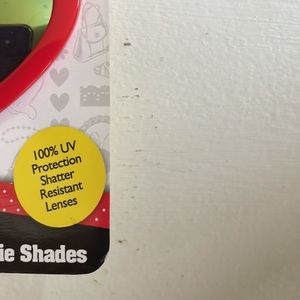 100% UV
Protection
Shatter
Resistant
Lenses
ie Shades